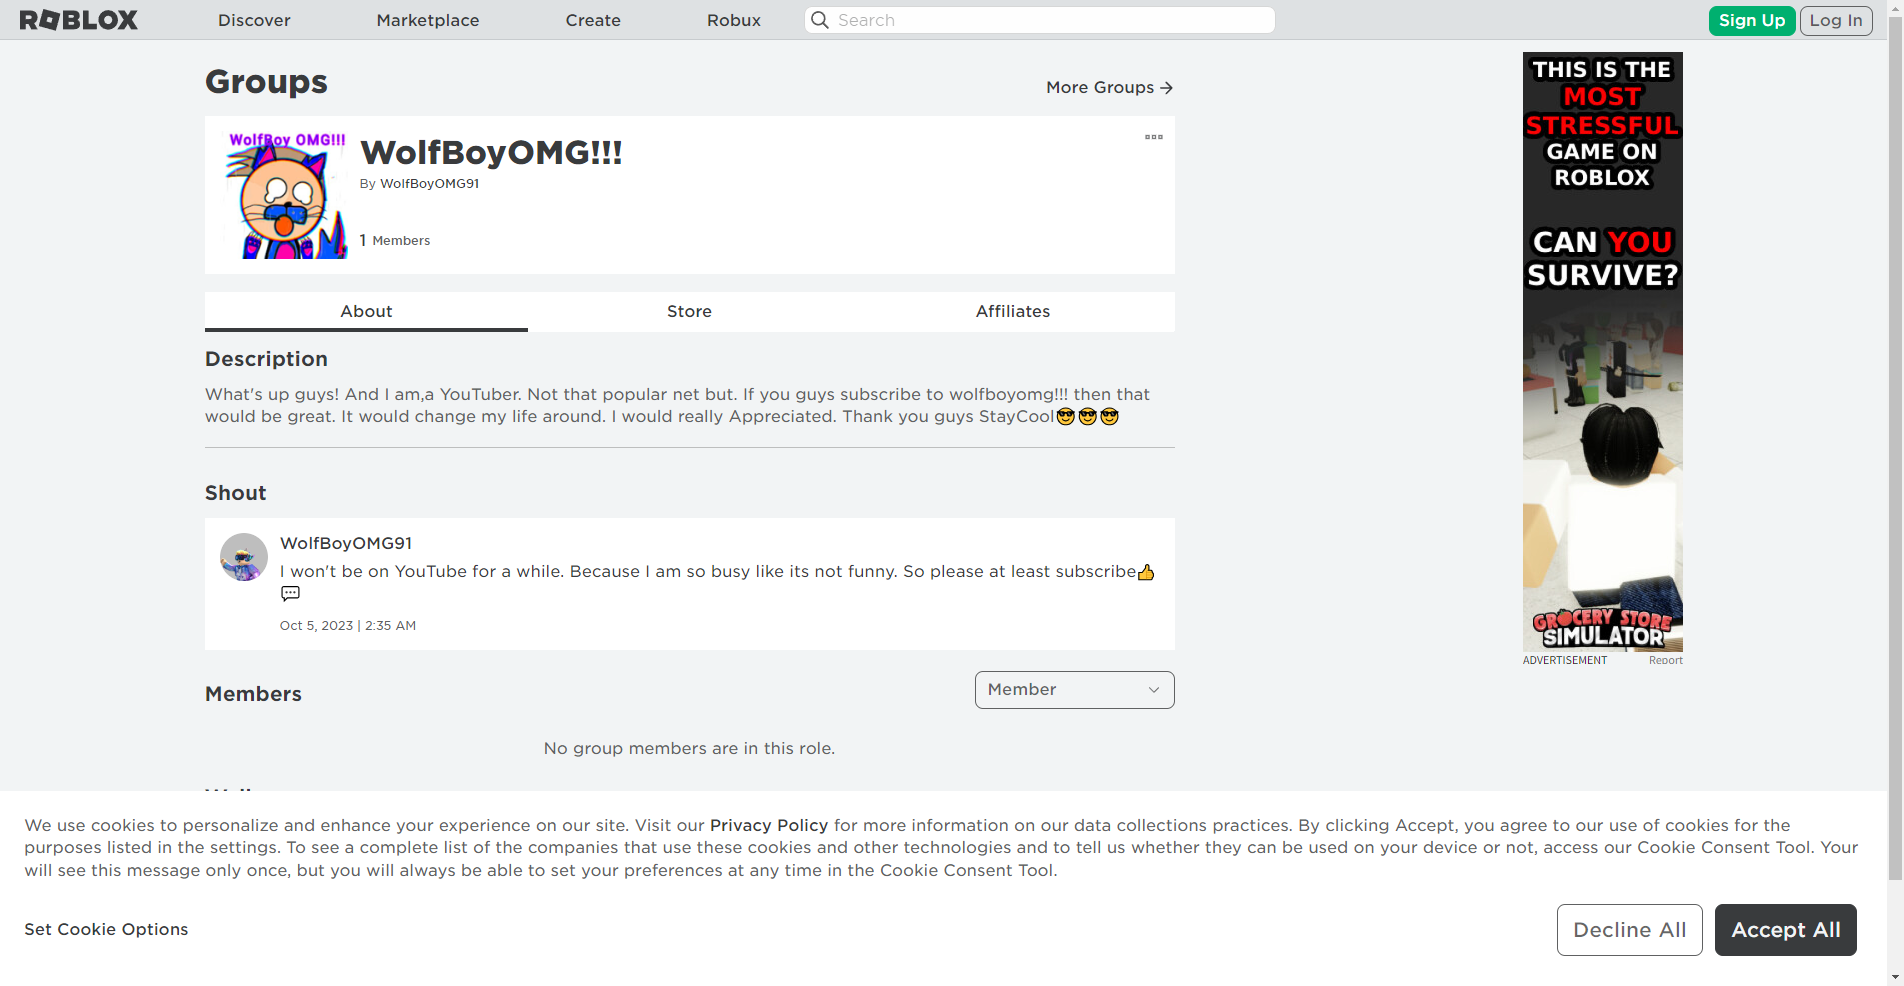 ROBLOX
Discover
Marketplace
Create
Robux
Search
Sign Up
Log In
Groups
More Groups
WolfBoy OMG!!!
WolfBoyOMG!!!
By WolfBoyOMG91
1 Members
About
Store
Affiliates
Description
What's up guys! And I am,a YouTuber. Not that popular net but. If you guys subscribe to wolfboyomg!!! then that
would be great. It would change my life around. I would really Appreciated. Thank you guys StayCool😎😎😎
Shout
WolfBoyOMG91
I won't be on YouTube for a while. Because I am so busy like its not funny. So please at least subscribe👍
💬
Oct 5, 2023 | 2:35 AM
Members
Member
No group members are in this role.
THIS IS THE
MOST
STRESSFUL
GAME ON
ROBLOX
CAN YOU
SURVIVE?
GROCERY STORE
SIMULATOR
ADVERTISEMENT
Report
We use cookies to personalize and enhance your experience on our site. Visit our Privacy Policy for more information on our data collections practices. By clicking Accept, you agree to our use of cookies for the
purposes listed in the settings. To see a complete list of the companies that use these cookies and other technologies and to tell us whether they can be used on your device or not, access our Cookie Consent Tool. Your
will see this message only once, but you will always be able to set your preferences at any time in the Cookie Consent Tool.
Set Cookie Options
Decline All
Accept All